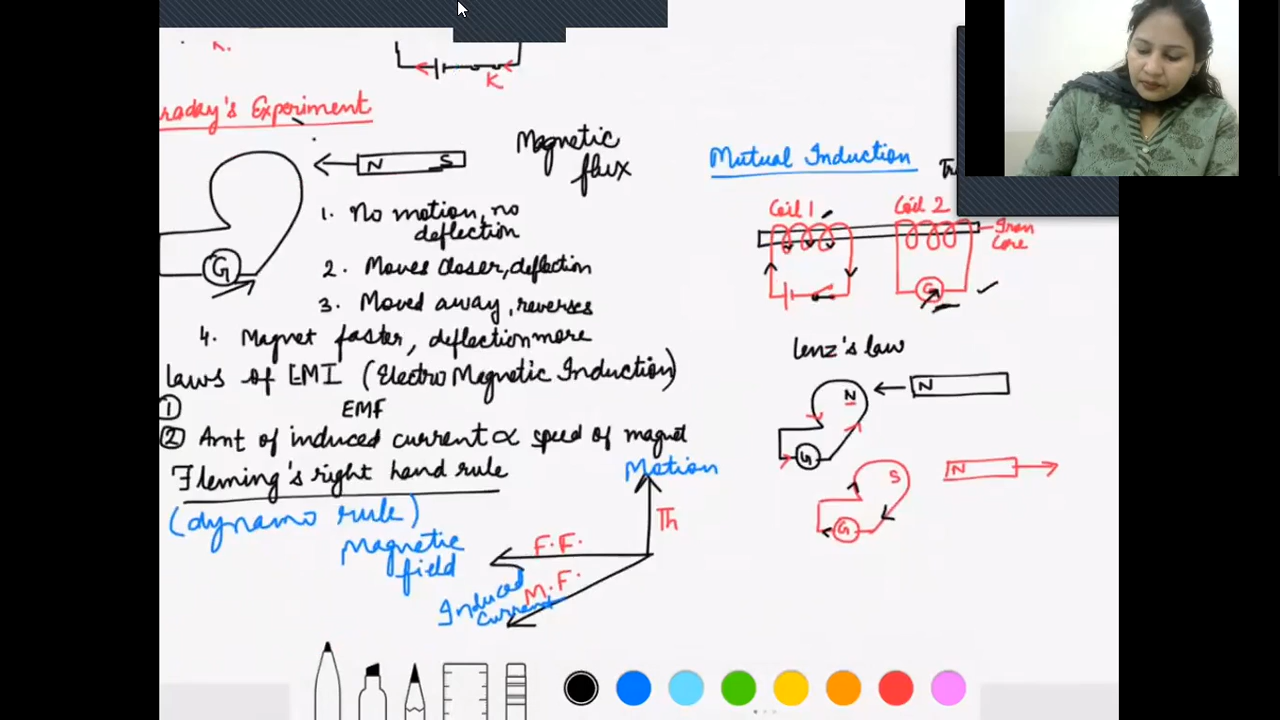 K.
K
raday's Experiment
N S
Magnetic
flux
1. No motion, no
deflection
2. Moves closer, deflection
3. Moved away, reverses
4. Magnet faster, deflection more
G
Laws of EMI (Electro Magnetic Induction)
1 EMF
2 Amt of induced current ∝ speed of magnet
Fleming's right hand rule
(dynamo rule)
Magnetic
field
Motion
Th
F.F.
M.F.
Induced
Current
Mutual Induction
Coil 1
Coil 2
Iron
Core
G
Lenz's law
N
N
G
N
S
G